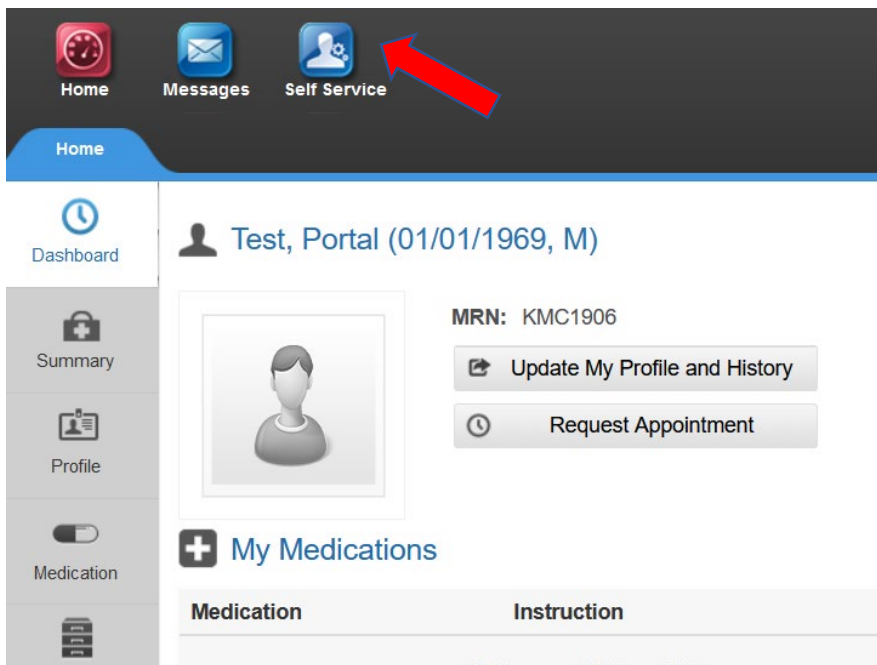 Home Messages Self Service
Home
Dashboard
Test, Portal (01/01/1969, M)
MRN: KMC1906
Update My Profile and History
Request Appointment
Summary
Profile
My Medications
Medication
Medication Instruction